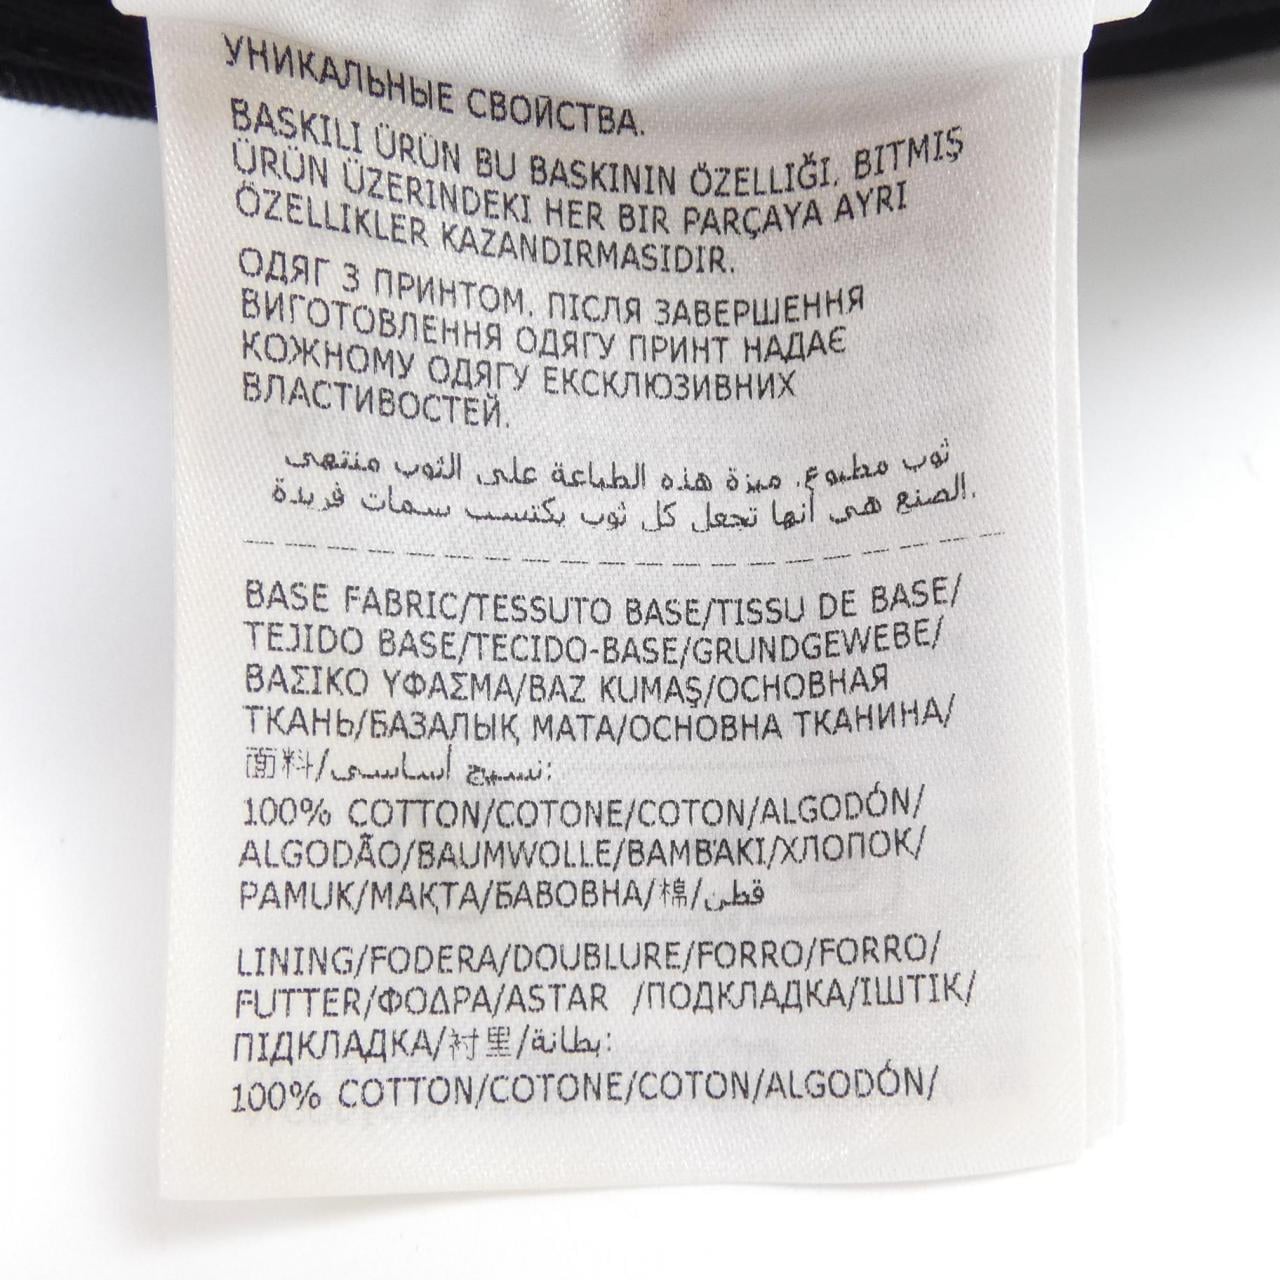 УНИКАЛЬНЫЕ СВОЙСТВА.
BASKILI ÜRÜN BU BASKININ ÖZELLIĞI, BITMIŞ
ÜRÜN ÜZERINDEKI HER BIR PARÇAYA AYRI
ÖZELLIKLER KAZANDIRMASIDIR.
ОДЯГ З ПРИНТОМ. ПІСЛЯ ЗАВЕРШЕННЯ
ВИГОТОВЛЕННЯ ОДЯГУ ПРИНТ НАДАЄ
КОЖНОМУ ОДЯГУ ЕКСКЛЮЗИВНИХ
ВЛАСТИВОСТЕЙ.
ثوب مطبوع. ميزة هذه الطباعة على الثوب منتهى
الصنع هي أنها تجعل كل ثوب يكتسب سمات فريدة.
BASE FABRIC/TESSUTO BASE/TISSU DE BASE/
TEJIDO BASE/TECIDO-BASE/GRUNDGEWEBE/
ΒΑΣΙΚΟ ΥΦΑΣΜΑ/BAZ KUMAŞ/ОСНОВНАЯ
ТКАНЬ/БАЗАЛЫҚ МАТА/ОСНОВНА ТКАНИНА/
面料/نسيج أساسي:
100% COTTON/COTONE/COTON/ALGODÓN/
ALGODÃO/BAUMWOLLE/ΒΑΜΒΆΚΙ/ХЛОПОК/
PAMUK/МАҚТА/БАВОВНА/棉/قطن
LINING/FODERA/DOUBLURE/FORRO/FORRO/
FUTTER/ΦΟΔΡΑ/ASTAR /ПОДКЛАДКА/ІШТІК/
ПІДКЛАДКА/衬里/بطانة:
100% COTTON/COTONE/COTON/ALGODÓN/